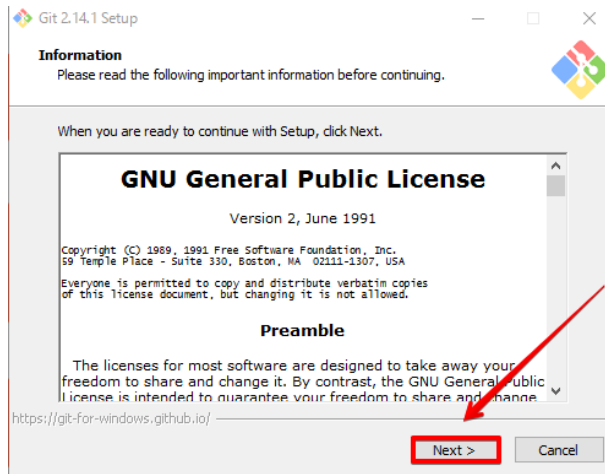 Git 2.14.1 Setup
Information
Please read the following important information before continuing.
When you are ready to continue with Setup, click Next.
GNU General Public License
Version 2, June 1991
Copyright (C) 1989, 1991 Free Software Foundation, Inc.
59 Temple Place - Suite 330, Boston, MA  02111-1307, USA
Everyone is permitted to copy and distribute verbatim copies
of this license document, but changing it is not allowed.
Preamble
The licenses for most software are designed to take away your
freedom to share and change it. By contrast, the GNU General Public
License is intended to guarantee your freedom to share and change
https://git-for-windows.github.io/
Next >
Cancel